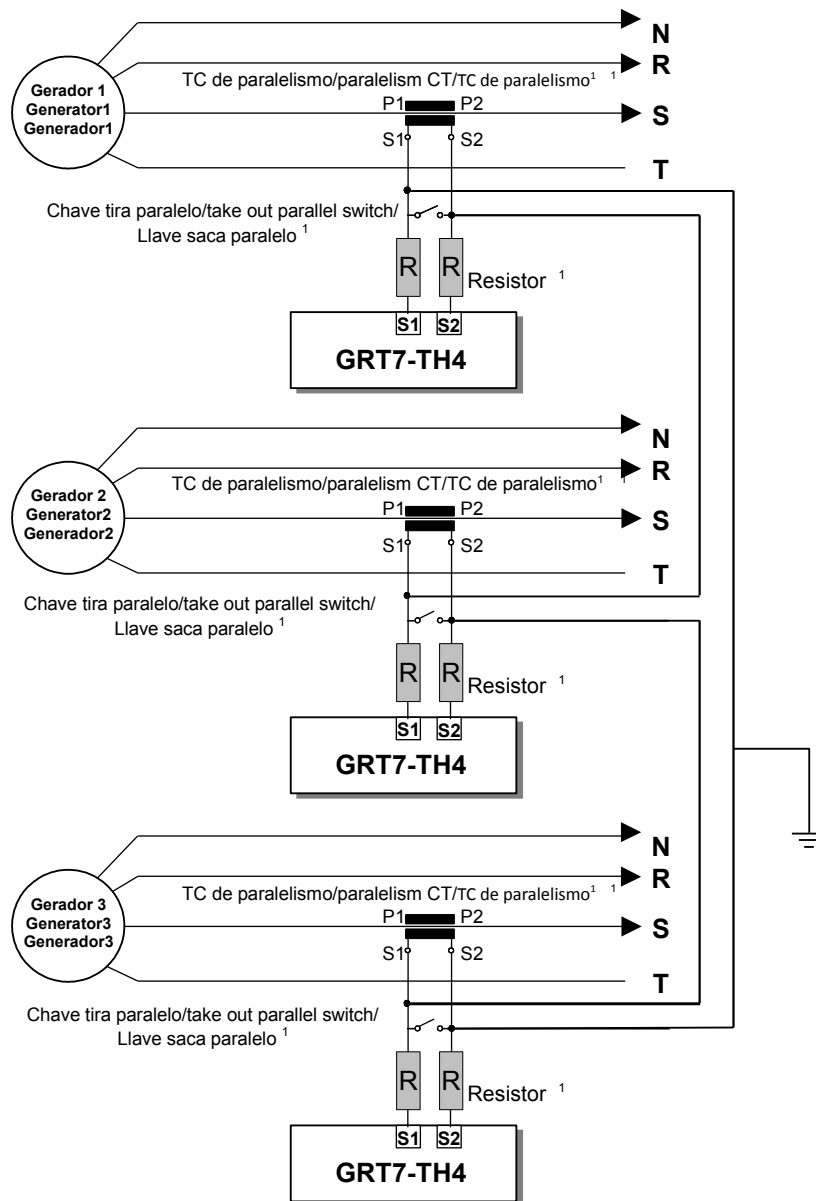 N
R
Gerador 1
Generator1
Generador1
TC de paralelismo/paralelism CT/TC de paralelismo¹ ¹
P1 P2
S
S1 S2
T
Chave tira paralelo/take out parallel switch/
Llave saca paralelo ¹
R R
Resistor ¹
S1 S2
GRT7-TH4
N
R
Gerador 2
Generator2
Generador2
TC de paralelismo/paralelism CT/TC de paralelismo¹ ¹
P1 P2
S
S1 S2
T
Chave tira paralelo/take out parallel switch/
Llave saca paralelo ¹
R R
Resistor ¹
S1 S2
GRT7-TH4
N
R
Gerador 3
Generator3
Generador3
TC de paralelismo/paralelism CT/TC de paralelismo¹ ¹
P1 P2
S
S1 S2
T
Chave tira paralelo/take out parallel switch/
Llave saca paralelo ¹
R R
Resistor ¹
S1 S2
GRT7-TH4